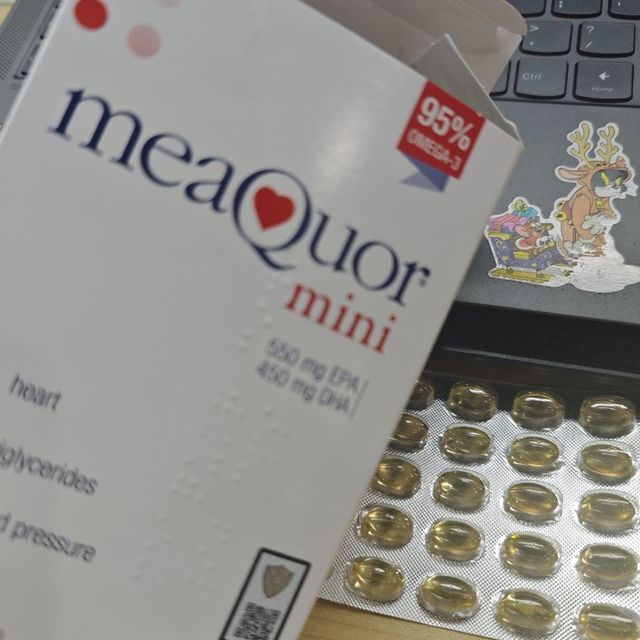 meaQuor
mini
95%
OMEGA-3
550 mg EPA
450 mg DHA
heart
iglycerides
d pressure
Ctrl
Home
?
/